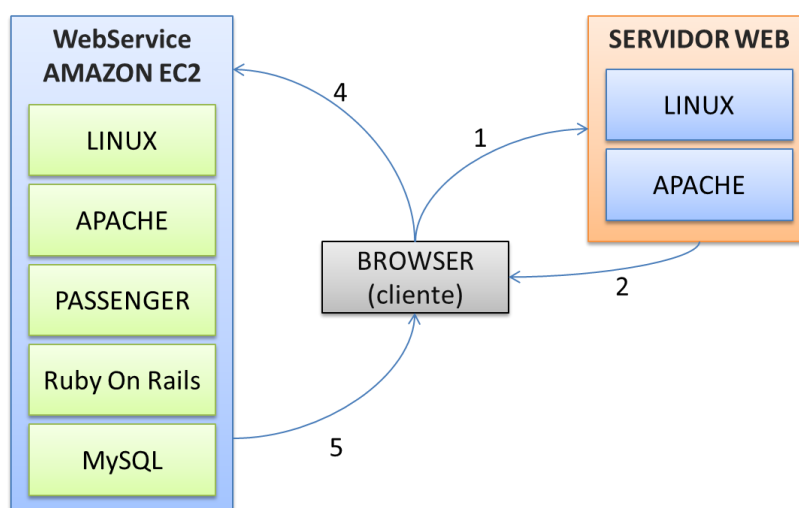 WebService
AMAZON EC2
LINUX
APACHE
PASSENGER
Ruby On Rails
MySQL
4
1
BROWSER
(cliente)
2
5
SERVIDOR WEB
LINUX
APACHE